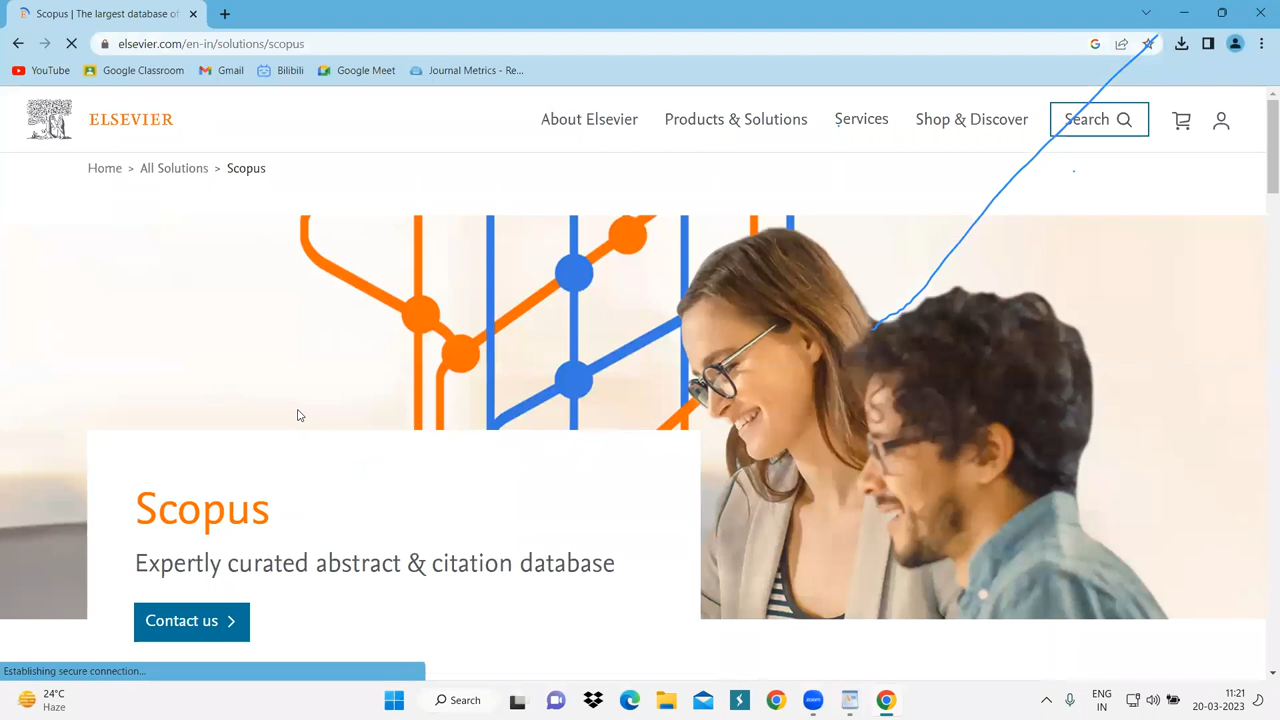 Scopus | The largest database of
elsevier.com/en-in/solutions/scopus
YouTube Google Classroom Gmail Bilibili Google Meet Journal Metrics - Re...
ELSEVIER About Elsevier Products & Solutions Services Shop & Discover Search
Home > All Solutions > Scopus
Scopus
Expertly curated abstract & citation database
Contact us
Establishing secure connection...
24°C
Haze
Search
zoom
ENG
IN
11:21
20-03-2023